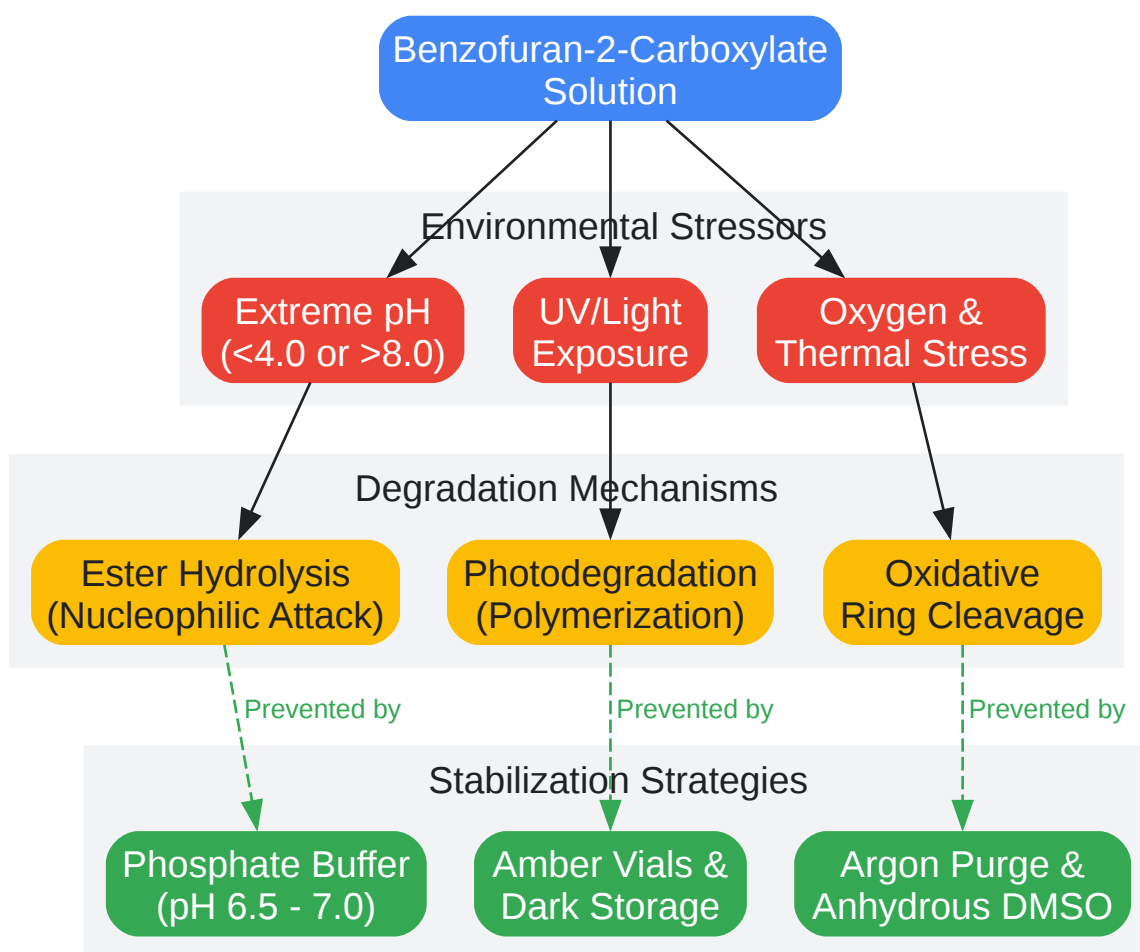 Benzofuran-2-Carboxylate
Solution
Environmental Stressors
Extreme pH
(<4.0 or >8.0)
UV/Light
Exposure
Oxygen &
Thermal Stress
Degradation Mechanisms
Ester Hydrolysis
(Nucleophilic Attack)
Photodegradation
(Polymerization)
Oxidative
Ring Cleavage
Prevented by
Prevented by
Prevented by
Stabilization Strategies
Phosphate Buffer
(pH 6.5 - 7.0)
Amber Vials &
Dark Storage
Argon Purge &
Anhydrous DMSO